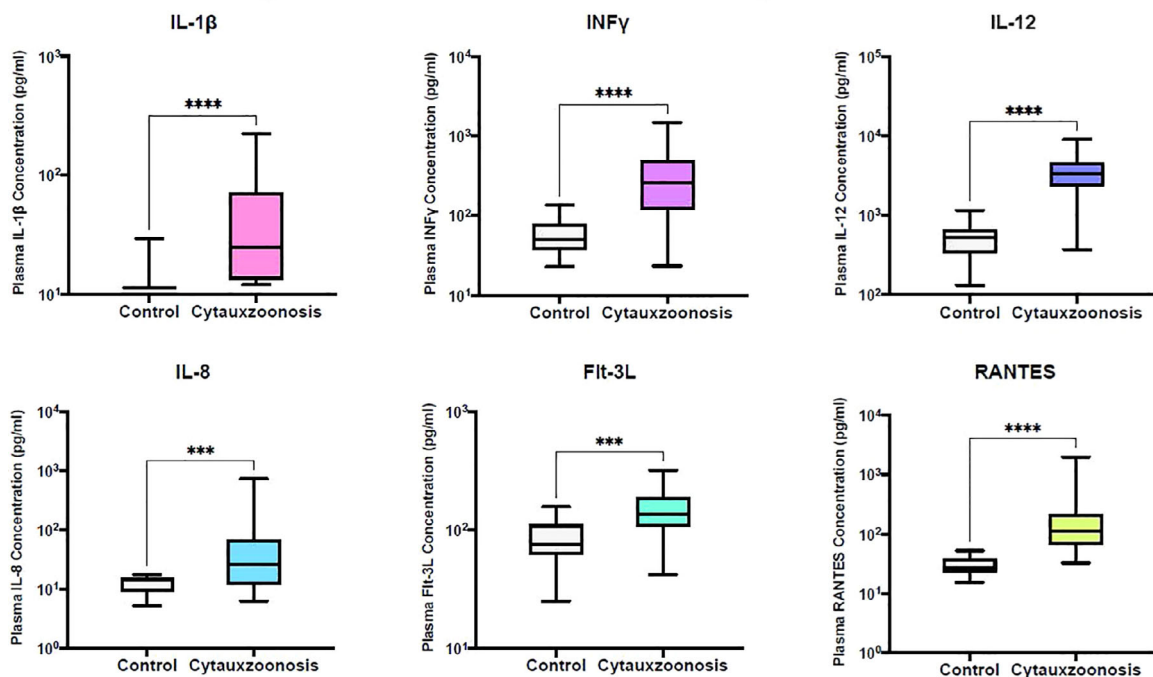 IL-1β
Plasma IL-1β Concentration (pg/ml)
10³
10²
10¹
****
Control
Cytauxzoonosis
INFγ
Plasma INFγ Concentration (pg/ml)
10⁴
10³
10²
10¹
****
Control
Cytauxzoonosis
IL-12
Plasma IL-12 Concentration (pg/ml)
10⁵
10⁴
10³
10²
****
Control
Cytauxzoonosis
IL-8
Plasma IL-8 Concentration (pg/ml)
10⁴
10³
10²
10¹
10⁰
***
Control
Cytauxzoonosis
Flt-3L
Plasma Flt-3L Concentration (pg/ml)
10³
10²
10¹
***
Control
Cytauxzoonosis
RANTES
Plasma RANTES Concentration (pg/ml)
10⁴
10³
10²
10¹
10⁰
****
Control
Cytauxzoonosis